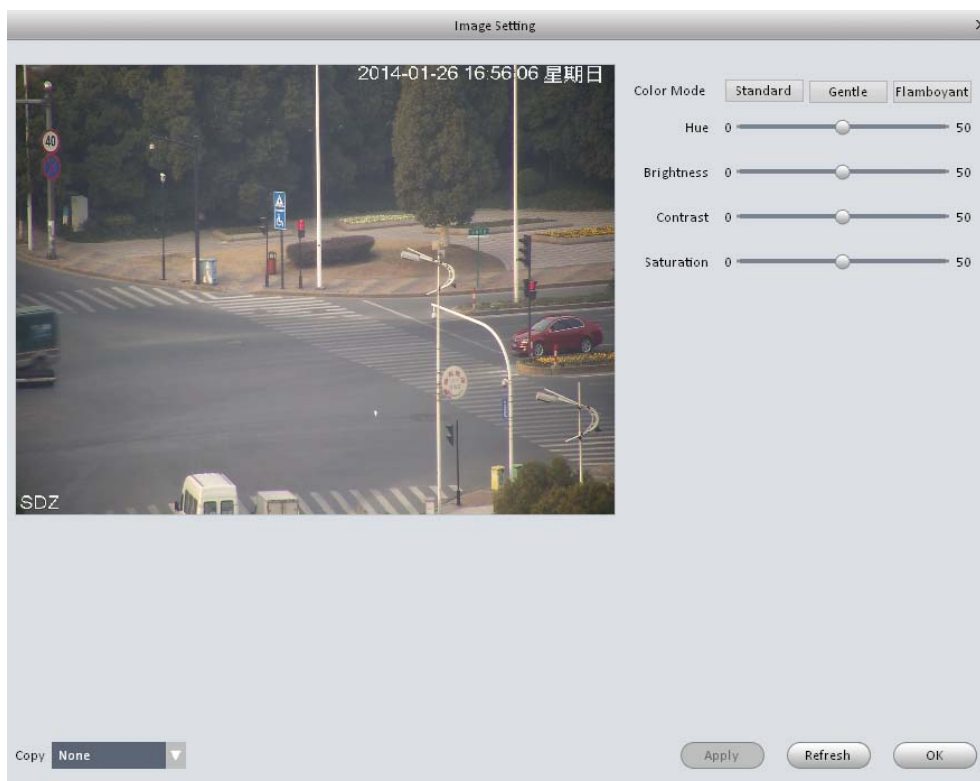 Image Setting
X
2014-01-26 16:56:06 星期日
40
SDZ
Color Mode Standard Gentle Flamboyant
Hue 0 50
Brightness 0 50
Contrast 0 50
Saturation 0 50
Copy None
Apply Refresh OK